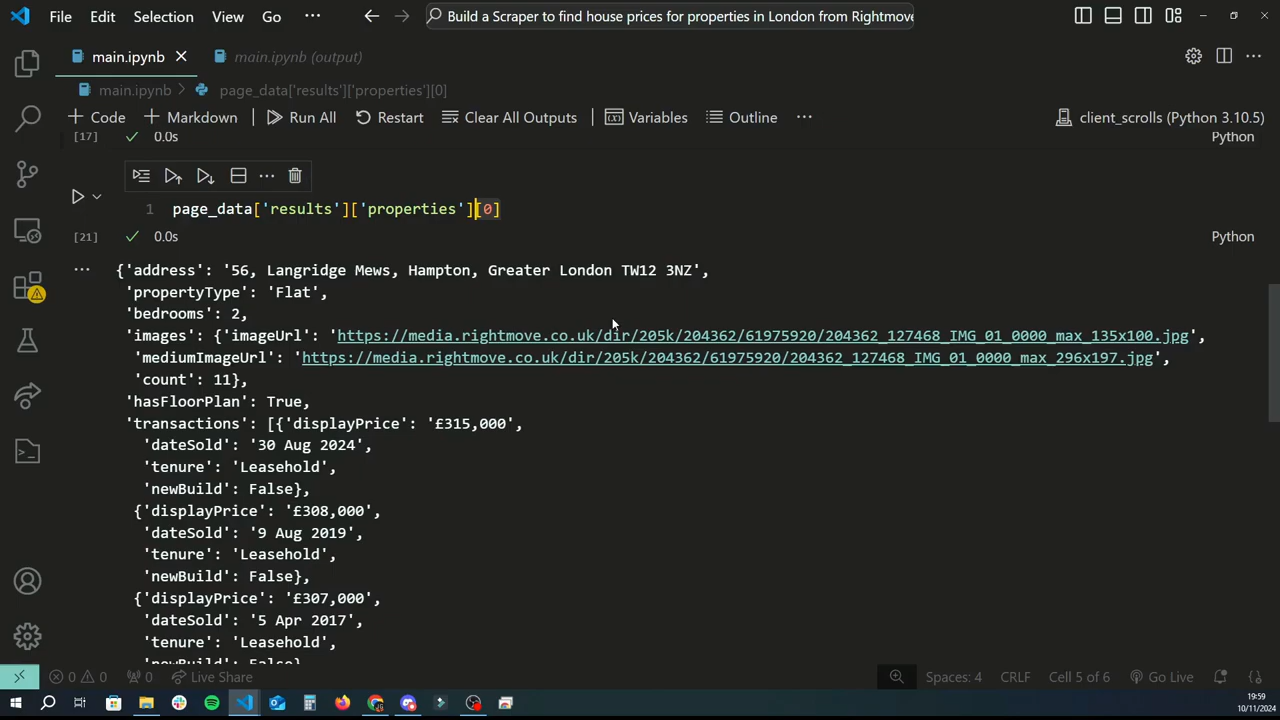 File Edit Selection View Go ··· Build a Scraper to find house prices for properties in London from Rightmove
main.ipynb main.ipynb (output)
main.ipynb > page_data['results']['properties'][0]
+ Code + Markdown Run All Restart Clear All Outputs Variables Outline ··· client_scrolls (Python 3.10.5)
[17] ✓ 0.0s Python
1 page_data['results']['properties'][0]
[21] ✓ 0.0s Python
··· {'address': '56, Langridge Mews, Hampton, Greater London TW12 3NZ',
'propertyType': 'Flat',
'bedrooms': 2,
'images': {'imageUrl': 'https://media.rightmove.co.uk/dir/205k/204362/61975920/204362_127468_IMG_01_0000_max_135x100.jpg',
'mediumImageUrl': 'https://media.rightmove.co.uk/dir/205k/204362/61975920/204362_127468_IMG_01_0000_max_296x197.jpg',
'count': 11},
'hasFloorPlan': True,
'transactions': [{'displayPrice': '£315,000',
'dateSold': '30 Aug 2024',
'tenure': 'Leasehold',
'newBuild': False},
{'displayPrice': '£308,000',
'dateSold': '9 Aug 2019',
'tenure': 'Leasehold',
'newBuild': False},
{'displayPrice': '£307,000',
'dateSold': '5 Apr 2017',
'tenure': 'Leasehold',
'newBuild': False}
0 0 0 Live Share Spaces: 4 CRLF Cell 5 of 6 Go Live
19:59
10/11/2024